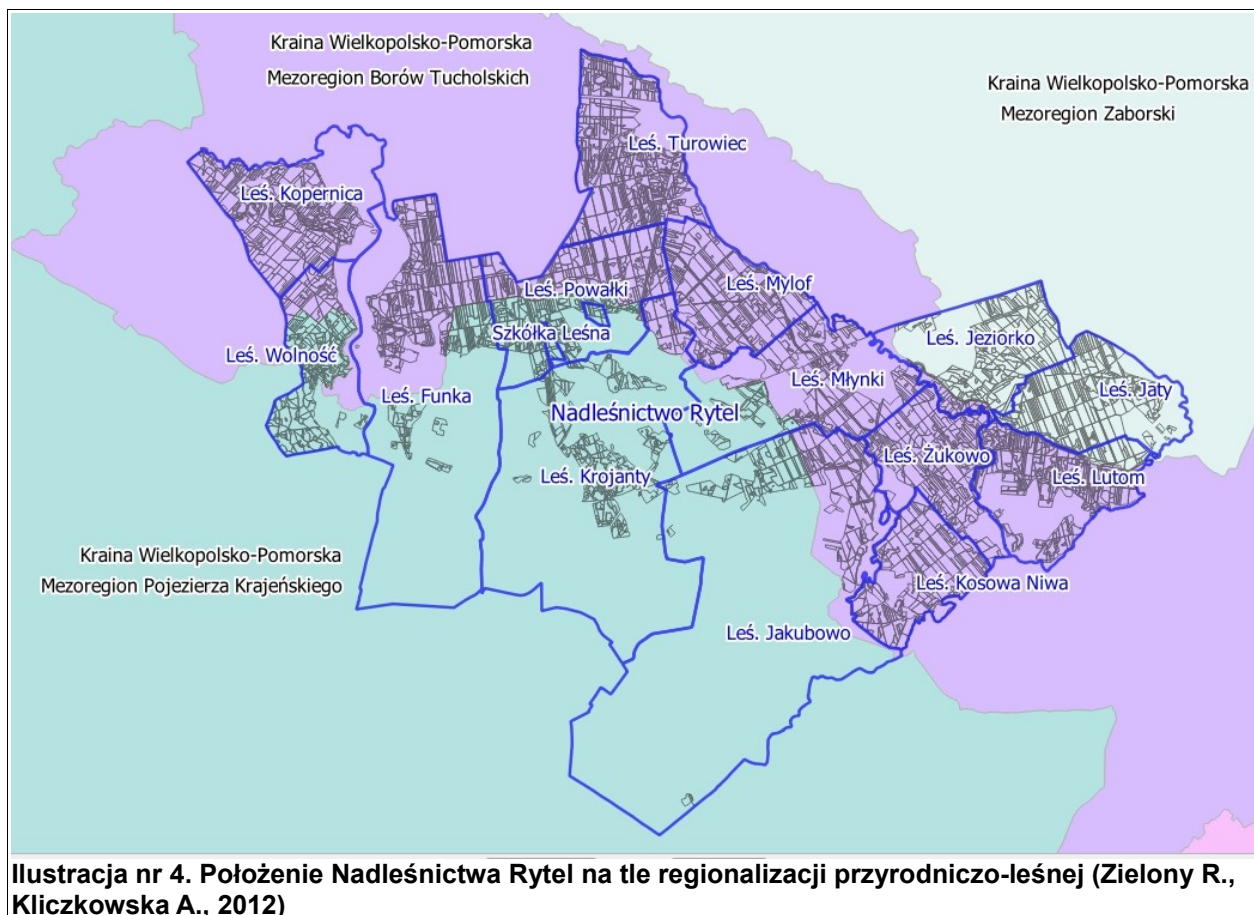 Kraina Wielkopolsko-Pomorska
Mezoregion Borów Tucholskich
Kraina Wielkopolsko-Pomorska
Mezoregion Zaborski
Leś. Turowiec
Leś. Kopernica
Leś. Powałki
Leś. Mylof
Szkółka Leśna
Leś. Jeziorko
Leś. Wolność
Leś. Funka
Leś. Młynki
Leś. Jaty
Nadleśnictwo Rytel
Leś. Żukowo
Leś. Krojanty
Leś. Lutom
Kraina Wielkopolsko-Pomorska
Mezoregion Pojezierza Krajeńskiego
Leś. Kosowa Niwa
Leś. Jakubowo
Ilustracja nr 4. Położenie Nadleśnictwa Rytel na tle regionalizacji przyrodniczo-leśnej (Zielony R.,
Kliczkowska A., 2012)